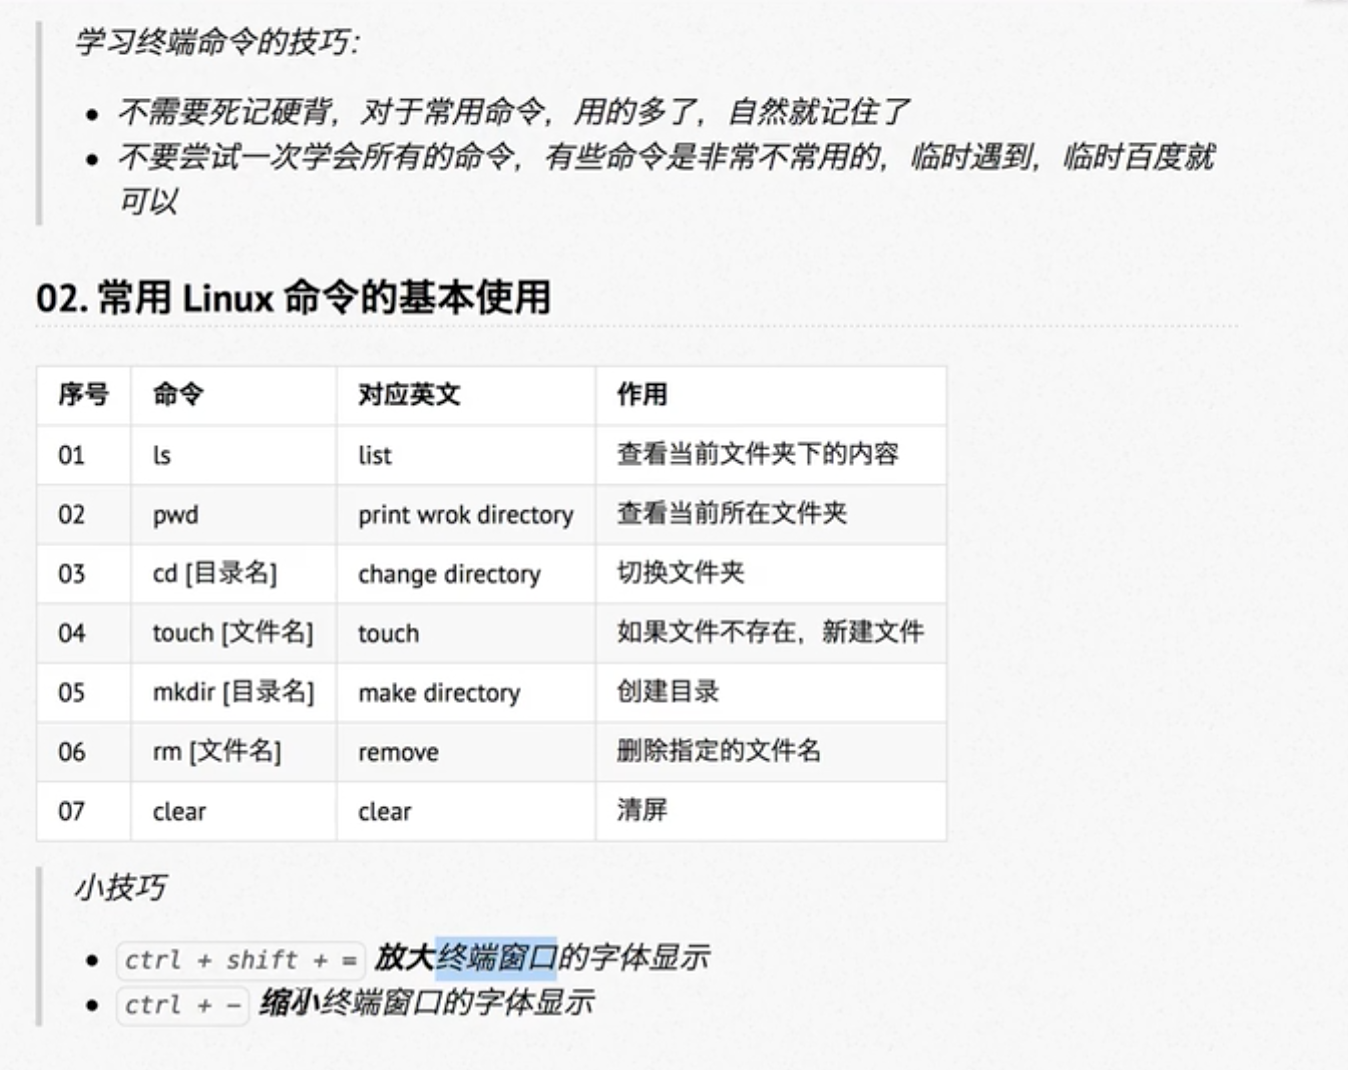 学习终端命令的技巧:
不需要死记硬背，对于常用命令，用的多了，自然就记住了
不要尝试一次学会所有的命令，有些命令是非常不常用的，临时遇到，临时百度就
可以
02. 常用 Linux 命令的基本使用
序号 命令 对应英文 作用
01 ls list 查看当前文件夹下的内容
02 pwd print wrok directory 查看当前所在文件夹
03 cd [目录名] change directory 切换文件夹
04 touch [文件名] touch 如果文件不存在，新建文件
05 mkdir [目录名] make directory 创建目录
06 rm [文件名] remove 删除指定的文件名
07 clear clear 清屏
小技巧
ctrl + shift + = 放大终端窗口的字体显示
ctrl + - 缩小终端窗口的字体显示